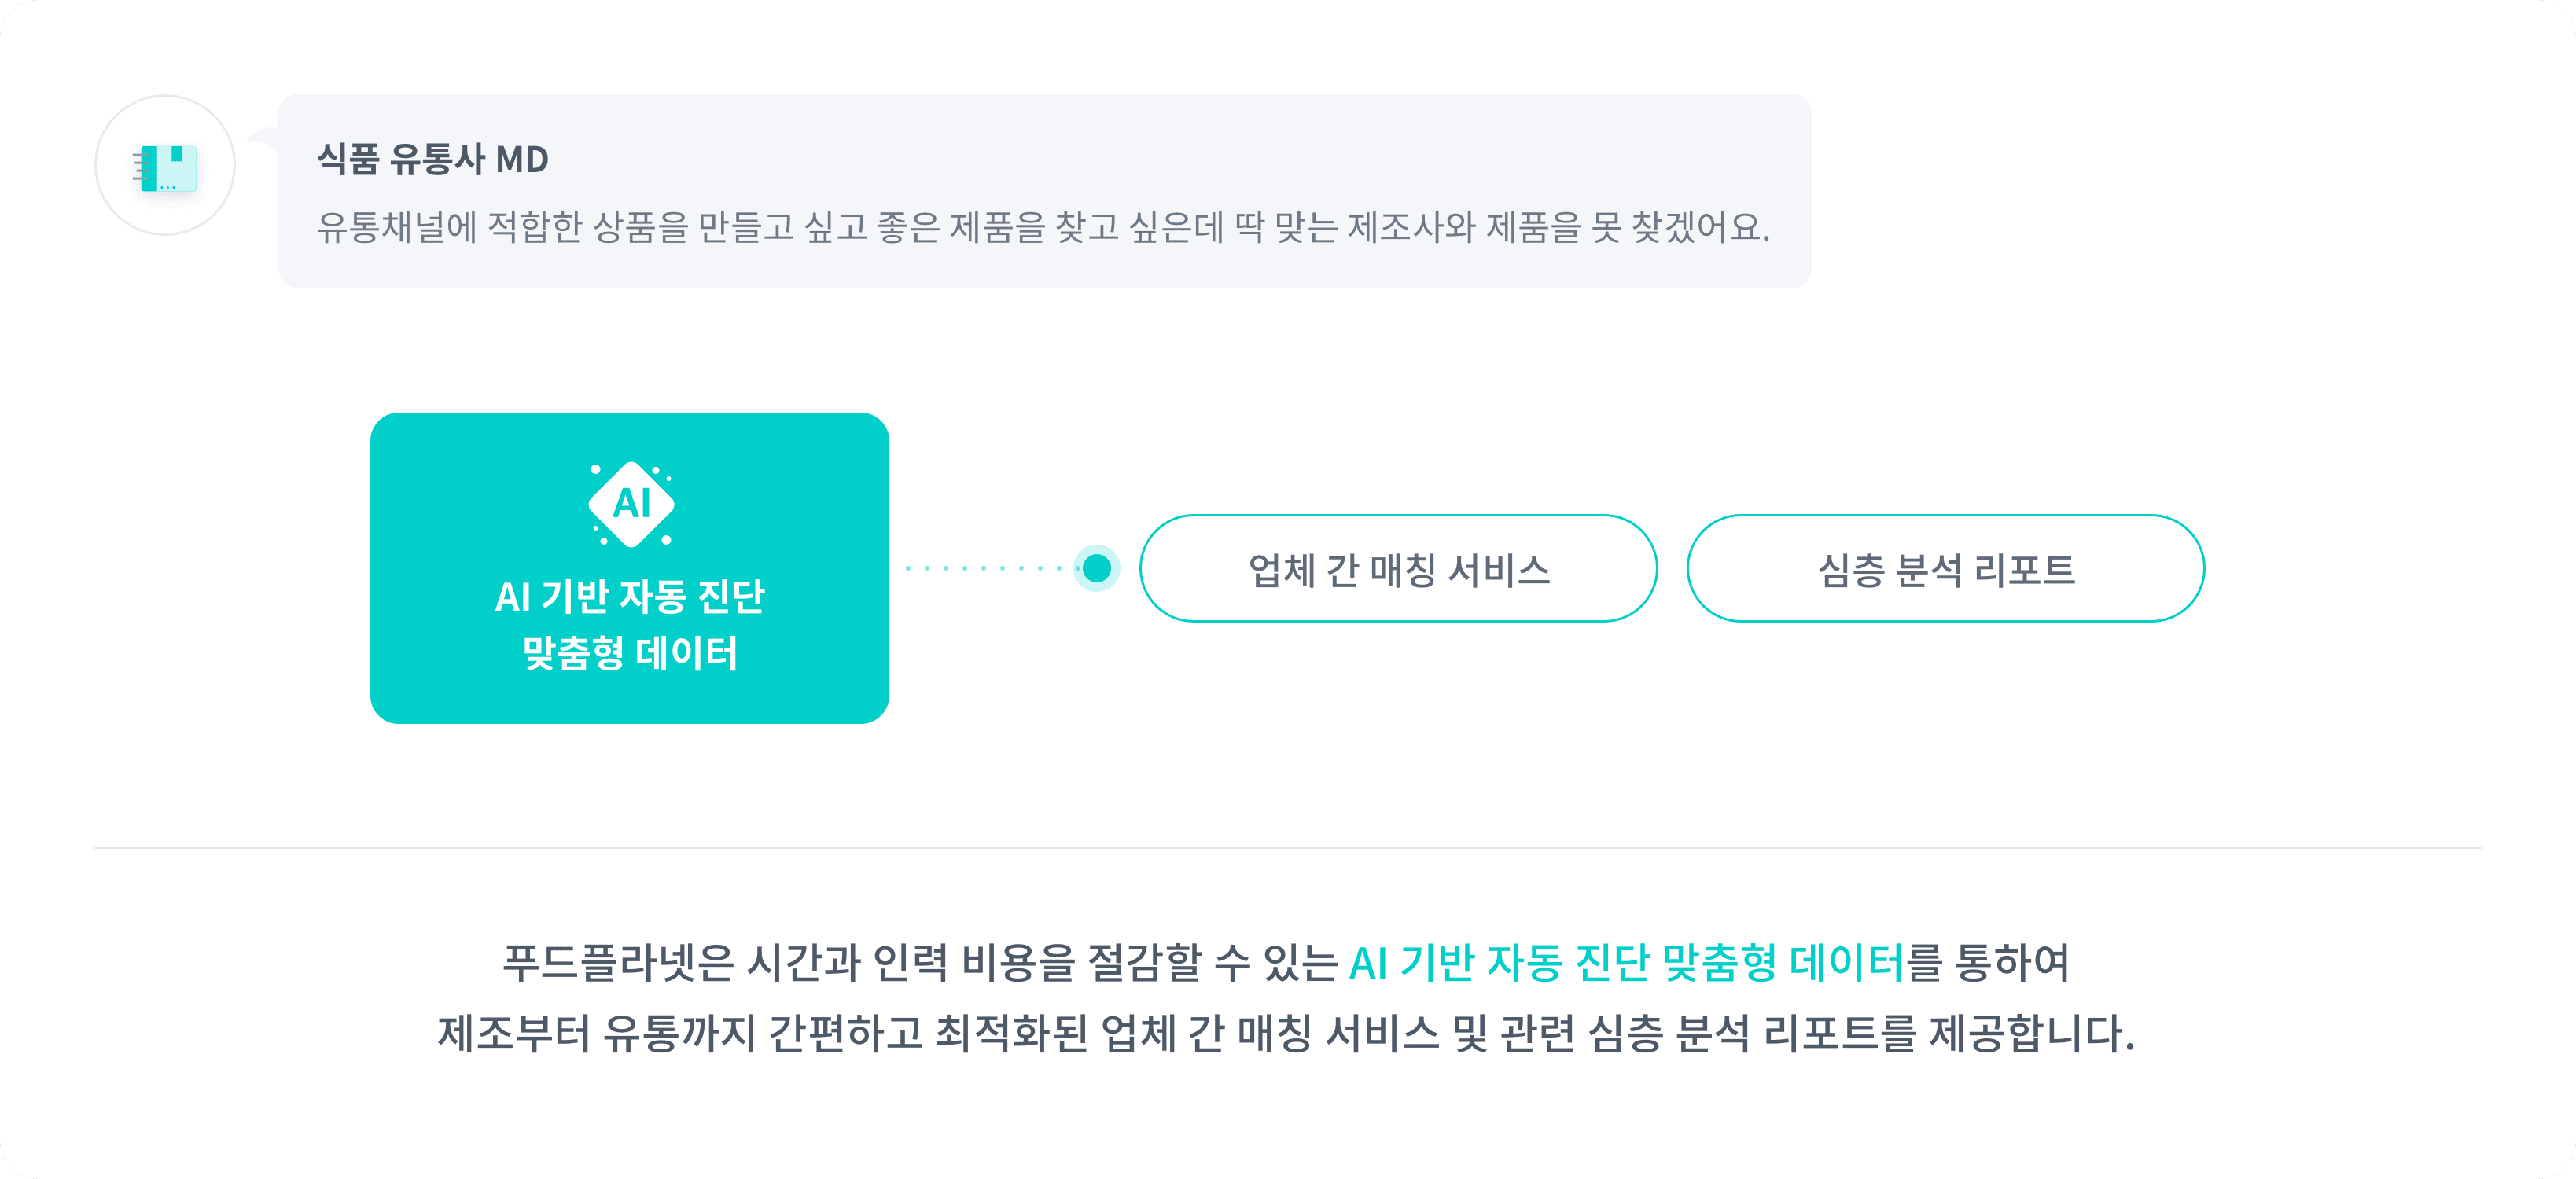 식품 유통사 MD
유통채널에 적합한 상품을 만들고 싶고 좋은 제품을 찾고 싶은데 딱 맞는 제조사와 제품을 못 찾겠어요.
AI
AI 기반 자동 진단
맞춤형 데이터
업체 간 매칭 서비스
심층 분석 리포트
푸드플라넷은 시간과 인력 비용을 절감할 수 있는 AI 기반 자동 진단 맞춤형 데이터를 통하여
제조부터 유통까지 간편하고 최적화된 업체 간 매칭 서비스 및 관련 심층 분석 리포트를 제공합니다.